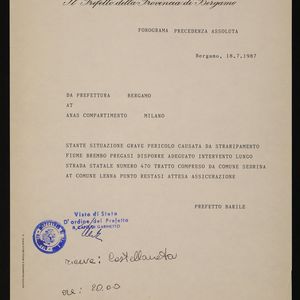 Il Prefetto della Provincia di Bergamo
FONOGRAMA PRECEDENZA ASSOLUTA
Bergamo, 18.7.1987
DA PREFETTURA BERGAMO
AT
ANAS COMPARTIMENTO MILANO
STANTE SITUAZIONE GRAVE PERICOLO CAUSATA DA STRARIPAMENTO
FIUME BREMBO PREGASI DISPORRE ADEGUATO INTERVENTO LUNGO
STRADA STATALE NUMERO 470 TRATTO COMPRESO DA COMUNE SEDRINA
AT COMUNE LENNA PUNTO RESTASI ATTESA ASSICERAZIONE
PREFETTO BARILE
Visto di Stato
D'ordine del Prefetto
riceve: Castellaneta
ore: 20.00